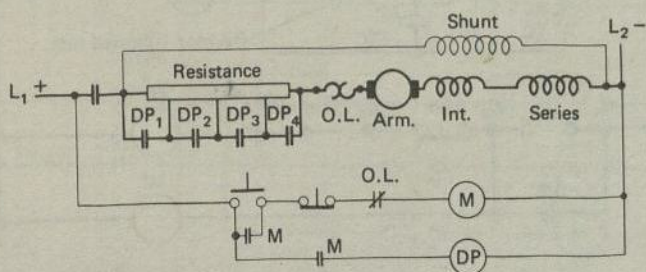 Shunt
L₂ −
Resistance
L₁ +
DP₁ DP₂ DP₃ DP₄
O.L. Arm. Int. Series
O.L.
M
M
M
DP